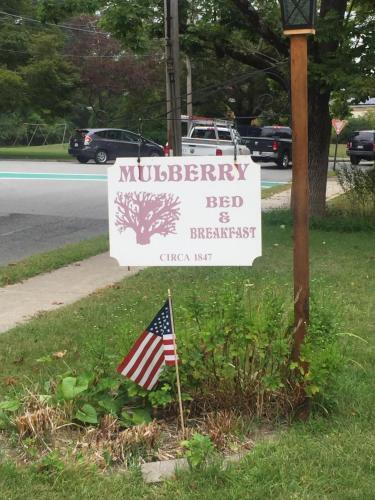 MULBERRY
BED
&
BREAKFAST
CIRCA 1847